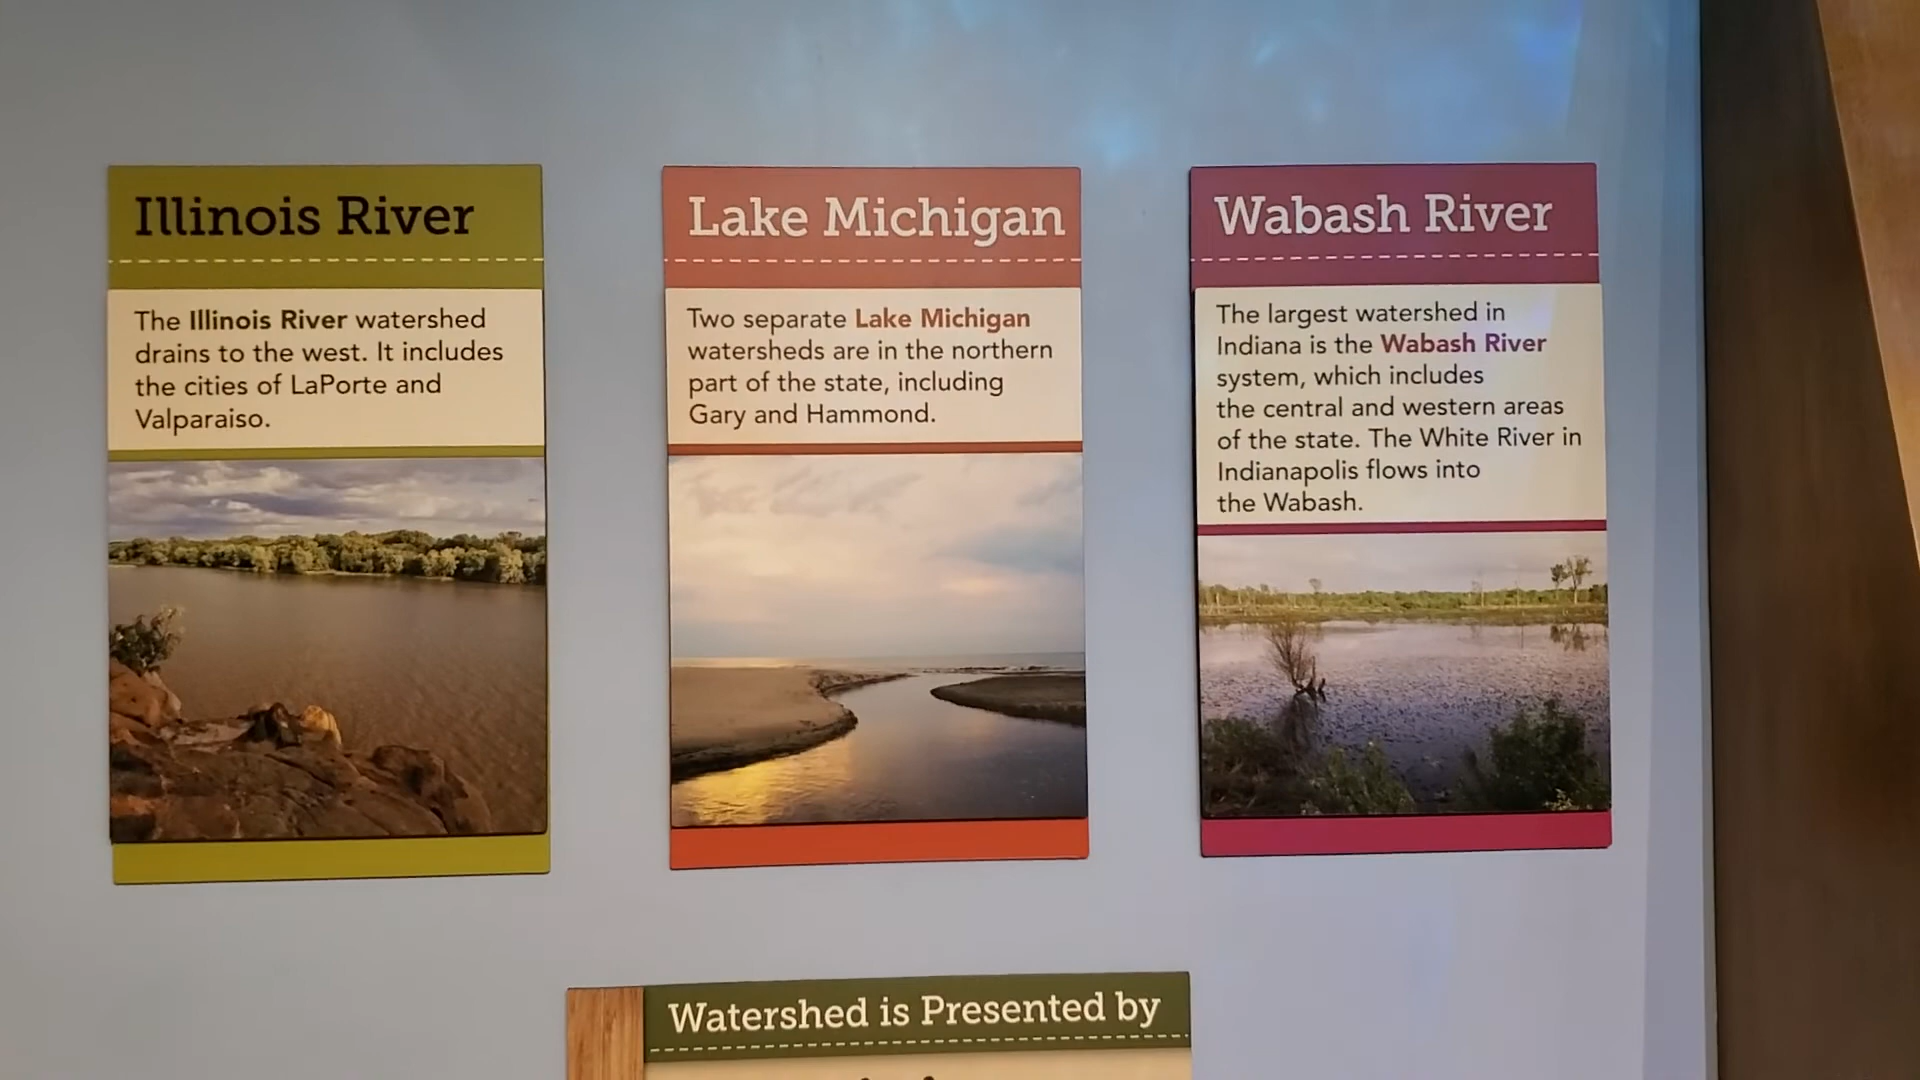 Illinois River
The Illinois River watershed
drains to the west. It includes
the cities of LaPorte and
Valparaiso.
Lake Michigan
Two separate Lake Michigan
watersheds are in the northern
part of the state, including
Gary and Hammond.
Wabash River
The largest watershed in
Indiana is the Wabash River
system, which includes
the central and western areas
of the state. The White River in
Indianapolis flows into
the Wabash.
Watershed is Presented by